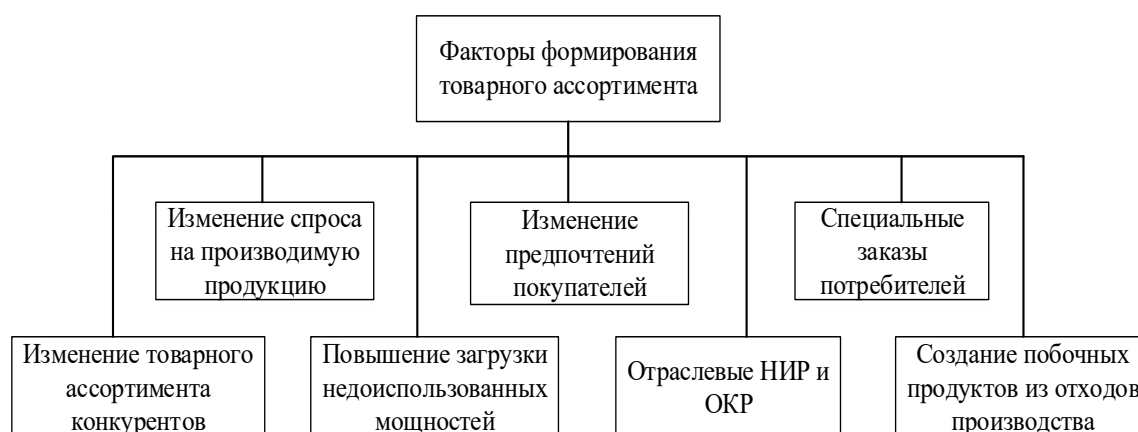 Факторы формирования
товарного ассортимента
Изменение спроса
на производимую
продукцию
Изменение
предпочтений
покупателей
Специальные
заказы
потребителей
Изменение товарного
ассортимента
конкурентов
Повышение загрузки
недоиспользованных
мощностей
Отраслевые НИР и
ОКР
Создание побочных
продуктов из отходов
производства